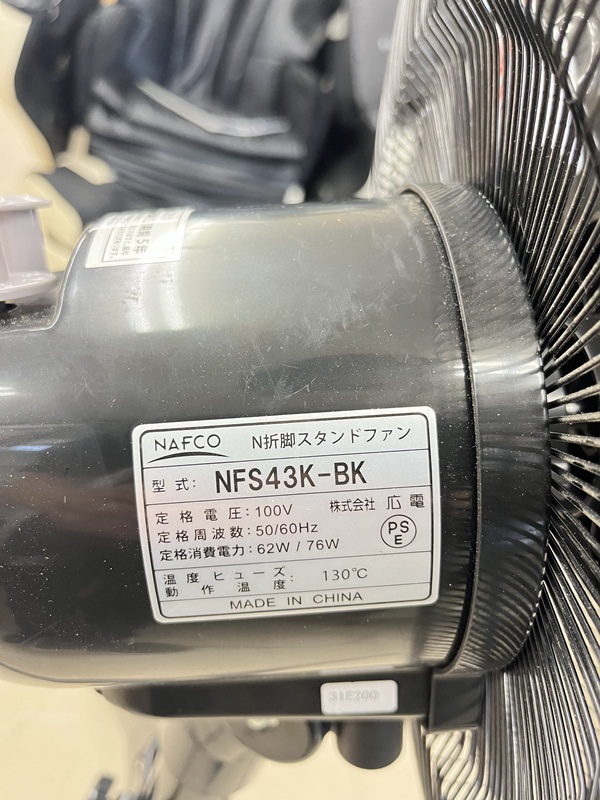 5年
NAFCO N折脚スタンドファン
型式: NFS43K-BK
定格電圧:100V 株式会社 広電
定格周波数:50/60Hz
PS
E
定格消費電力:62W / 76W
温度ヒューズ
動作温度: 130℃
MADE IN CHINA
31E200